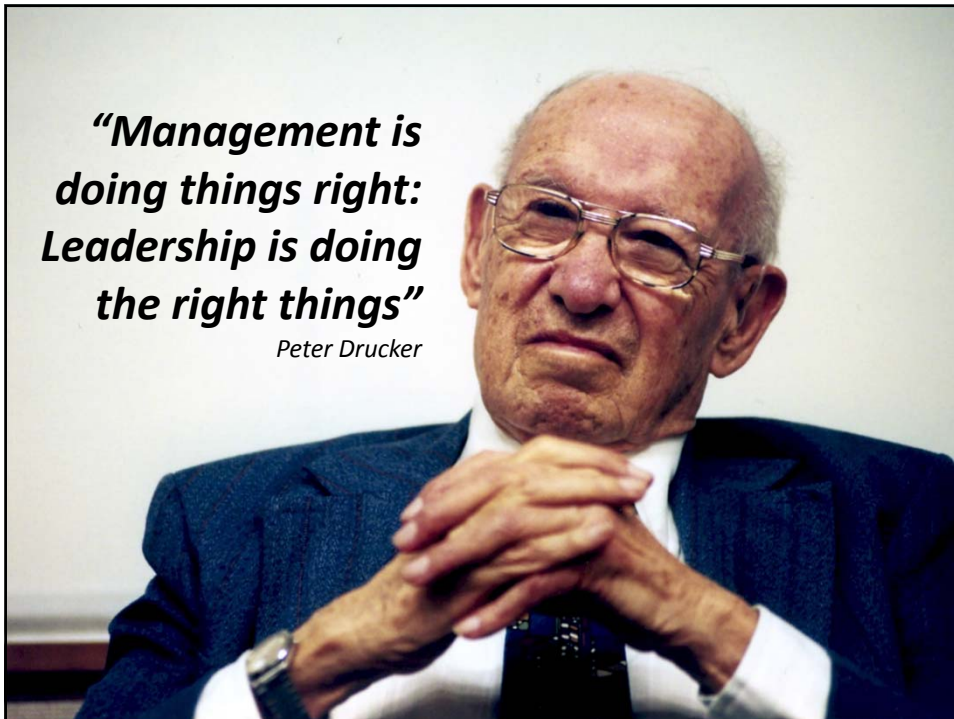 “Management is
doing things right:
Leadership is doing
the right things”
Peter Drucker